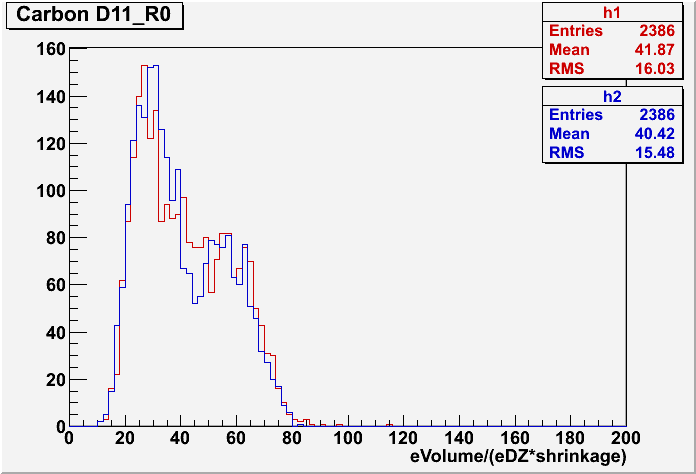 Carbon D11_R0
h1
Entries 2386
Mean 41.87
RMS 16.03
h2
Entries 2386
Mean 40.42
RMS 15.48
160
140
120
100
80
60
40
20
0
0 20 40 60 80 100 120 140 160 180 200
eVolume/(eDZ*shrinkage)